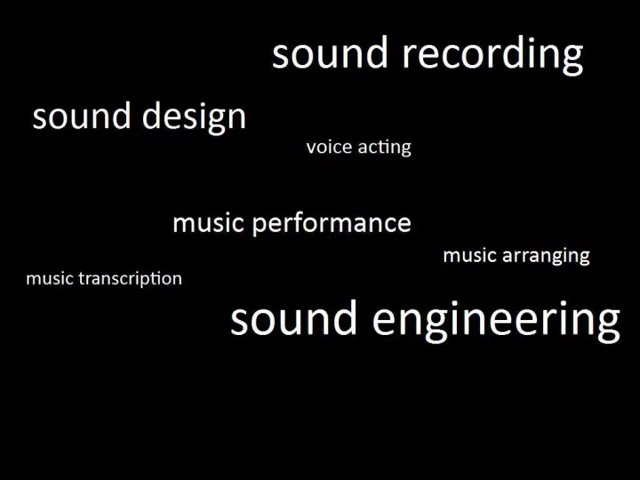 sound recording
sound design
voice acting
music performance
music arranging
music transcription
sound engineering